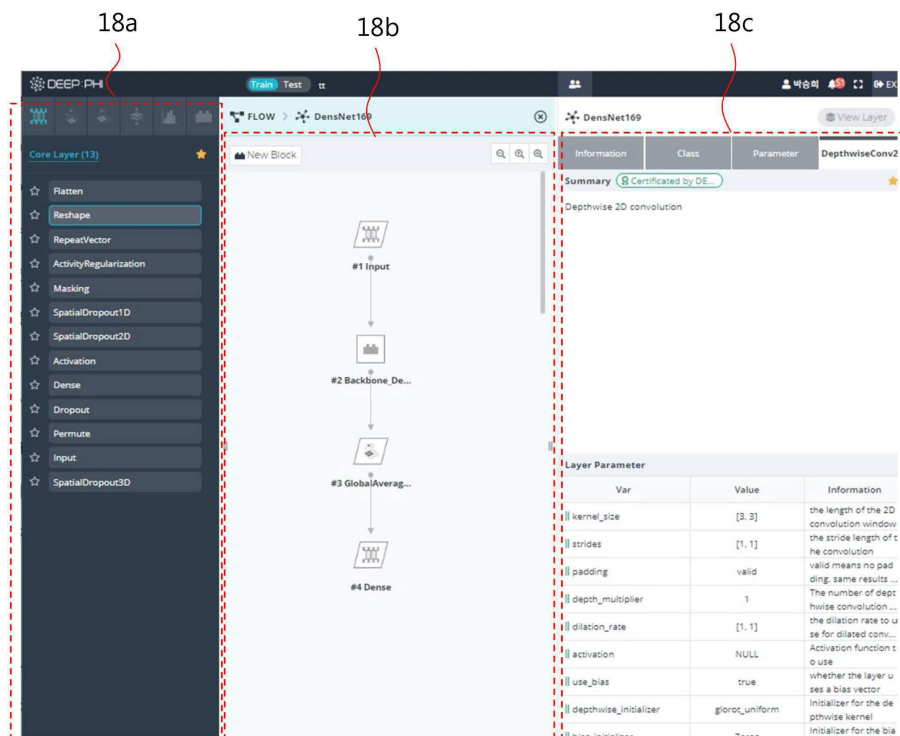 18a
18b
18c
DEEP:PHI
Train Test tt
박승희
51
EX
FLOW > DensNet169
DensNet169
View Layer
Core Layer (13)
New Block
Information
Class
Parameter
DepthwiseConv2
Summary
Certificated by DE...
Depthwise 2D convolution
Flatten
Reshape
RepeatVector
ActivityRegularization
Masking
SpatialDropout1D
SpatialDropout2D
Activation
Dense
Dropout
Permute
Input
SpatialDropout3D
#1 Input
#2 Backbone_De...
#3 GlobalAverag...
#4 Dense
Layer Parameter
Var Value Information
kernel_size [3, 3] the length of the 2D
convolution window
strides [1, 1] the stride length of t
he convolution
padding valid valid means no pad
ding. same results ...
depth_multiplier 1 The number of dept
hwise convolution ...
dilation_rate [1, 1] the dilation rate to u
se for dilated conv...
activation NULL Activation function t
o use
use_bias true whether the layer u
ses a bias vector
depthwise_initializer glorot_uniform Initializer for the de
pthwise kernel
bias_initializer Zeros Initializer for the bia